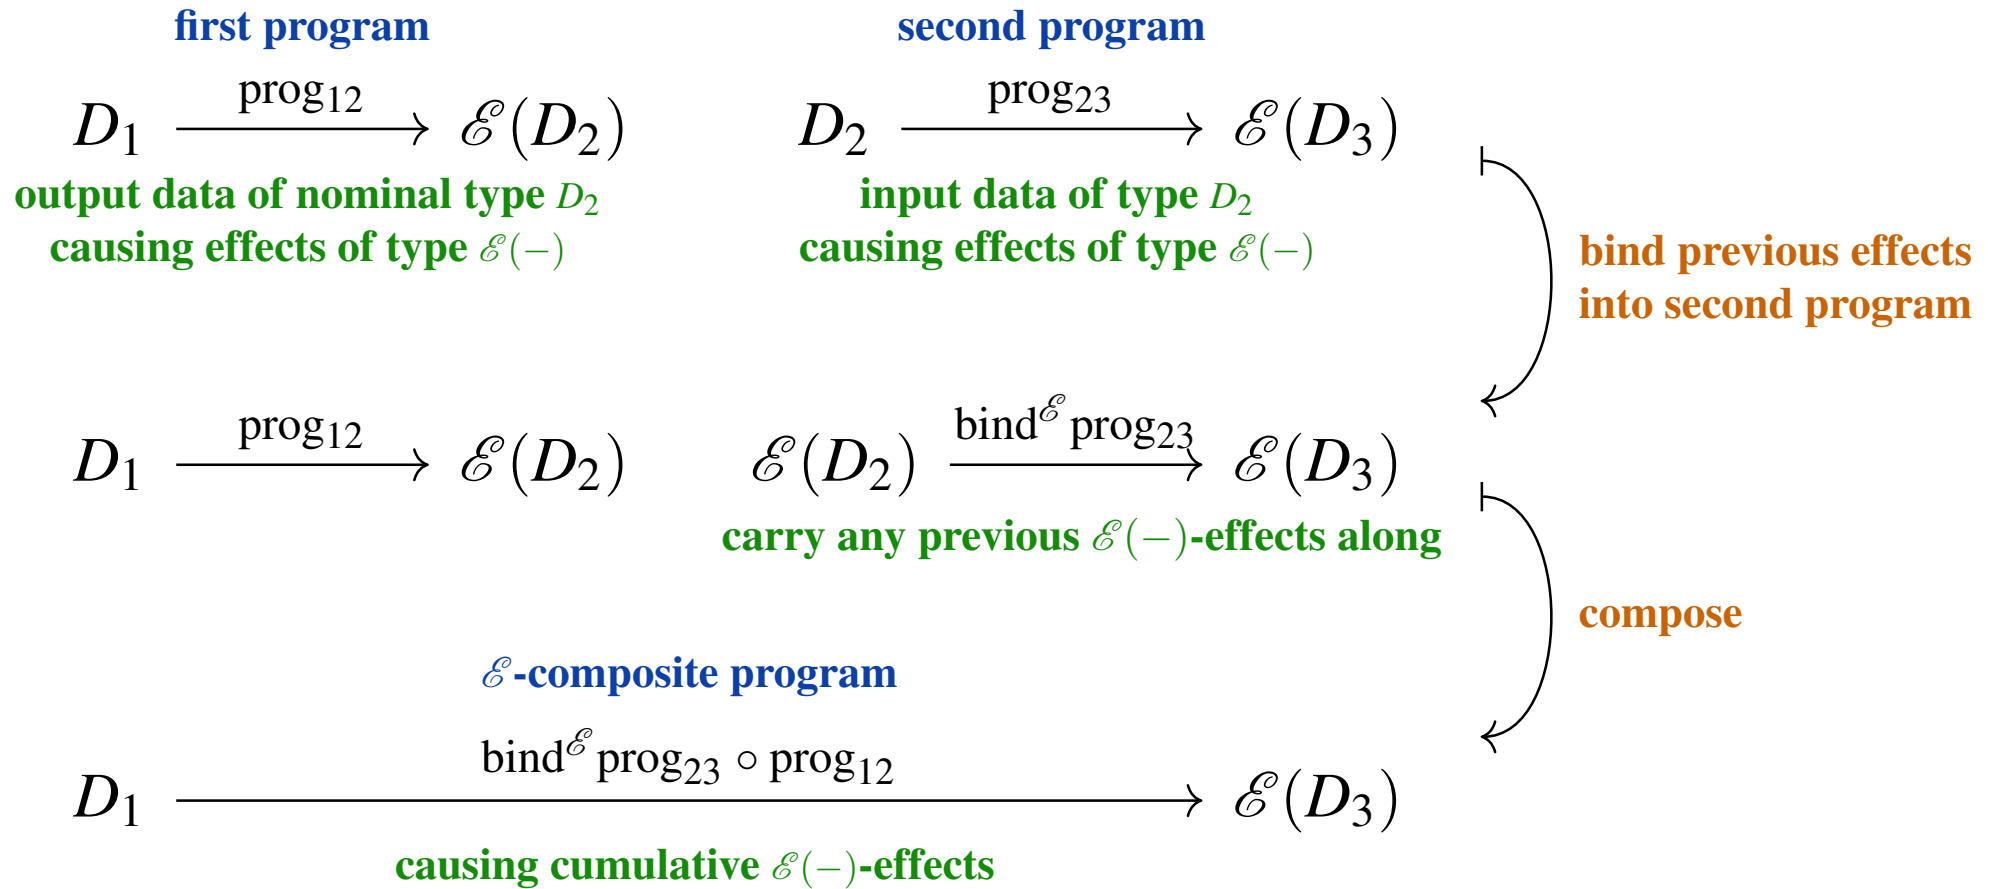 first program
second program
D₁ prog₁₂ ℰ(D₂)
D₂ prog₂₃ ℰ(D₃)
output data of nominal type D₂
causing effects of type ℰ(−)
input data of type D₂
causing effects of type ℰ(−)
bind previous effects
into second program
D₁ prog₁₂ ℰ(D₂)
ℰ(D₂) bind^ℰ prog₂₃ ℰ(D₃)
carry any previous ℰ(−)-effects along
compose
ℰ-composite program
bind^ℰ prog₂₃ ∘ prog₁₂
D₁ ℰ(D₃)
causing cumulative ℰ(−)-effects